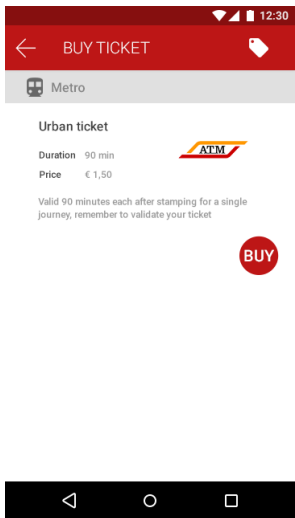 12:30
BUY TICKET
Metro
Urban ticket
Duration 90 min
ATM
Price € 1,50
Valid 90 minutes each after stamping for a single
journey, remember to validate your ticket
BUY